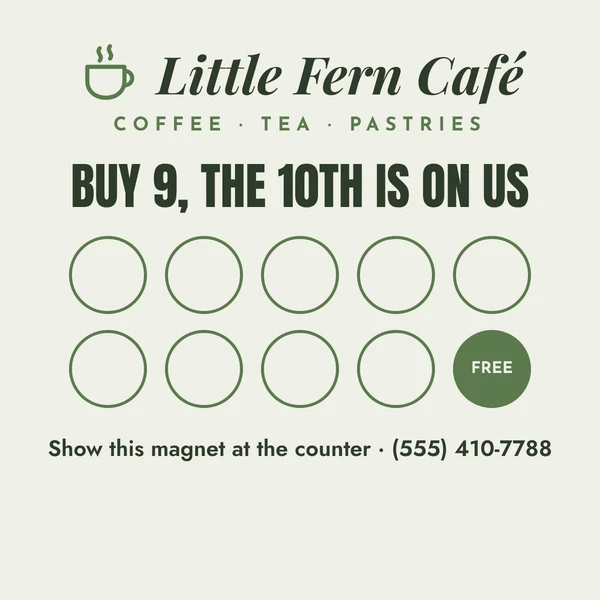 Little Fern Café
COFFEE · TEA · PASTRIES
BUY 9, THE 10TH IS ON US
FREE
Show this magnet at the counter · (555) 410-7788